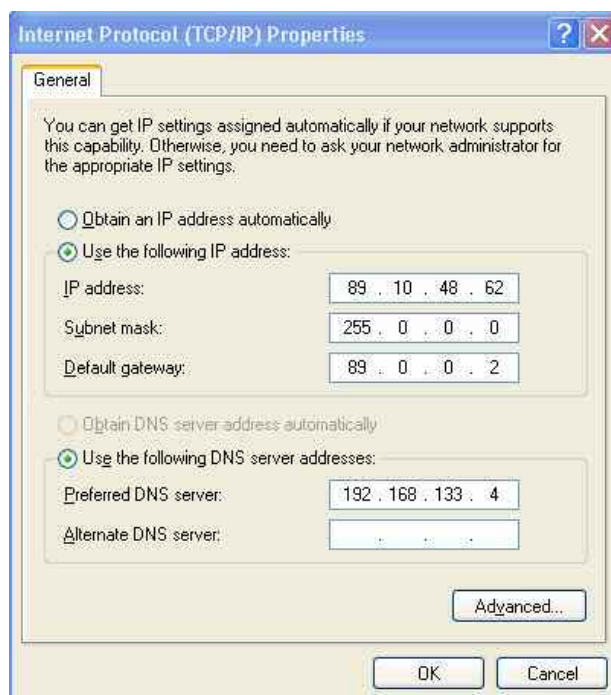 Internet Protocol (TCP/IP) Properties
General
You can get IP settings assigned automatically if your network supports
this capability. Otherwise, you need to ask your network administrator for
the appropriate IP settings.
Obtain an IP address automatically
Use the following IP address:
IP address: 89 . 10 . 48 . 62
Subnet mask: 255 . 0 . 0 . 0
Default gateway: 89 . 0 . 0 . 2
Obtain DNS server address automatically
Use the following DNS server addresses:
Preferred DNS server: 192 . 168 . 133 . 4
Alternate DNS server: . . .
Advanced...
OK Cancel